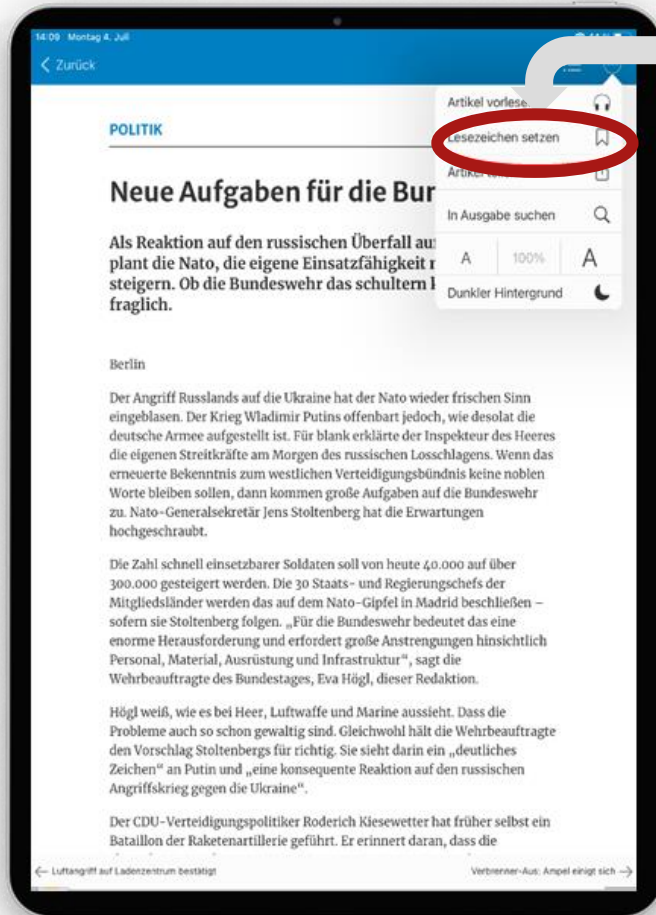 14:09 Montag 4. Juli
Zurück
Artikel vorlese
Lesezeichen setzen
Artikel
In Ausgabe suchen
A 100% A
Dunkler Hintergrund
POLITIK
Neue Aufgaben für die Bur
Als Reaktion auf den russischen Überfall au
plant die Nato, die eigene Einsatzfähigkeit
steigern. Ob die Bundeswehr das schultern
fraglich.
Berlin
Der Angriff Russlands auf die Ukraine hat der Nato wieder frischen Sinn
eingeblasen. Der Krieg Wladimir Putins offenbart jedoch, wie desolat die
deutsche Armee aufgestellt ist. Für blank erklärte der Inspekteur des Heeres
die eigenen Streitkräfte am Morgen des russischen Losschlagens. Wenn das
erneuerte Bekenntnis zum westlichen Verteidigungsbündnis keine noblen
Worte bleiben sollen, dann kommen große Aufgaben auf die Bundeswehr
zu. Nato-Generalsekretär Jens Stoltenberg hat die Erwartungen
hochgeschraubt.
Die Zahl schnell einsetzbarer Soldaten soll von heute 40.000 auf über
300.000 gesteigert werden. Die 30 Staats- und Regierungschefs der
Mitgliedsländer werden das auf dem Nato-Gipfel in Madrid beschließen –
sofern sie Stoltenberg folgen. „Für die Bundeswehr bedeutet das eine
enorme Herausforderung und erfordert große Anstrengungen hinsichtlich
Personal, Material, Ausrüstung und Infrastruktur“, sagt die
Wehrbeauftragte des Bundestages, Eva Högl, dieser Redaktion.
Högl weiß, wie es bei Heer, Luftwaffe und Marine aussieht. Dass die
Probleme auch so schon gewaltig sind. Gleichwohl hält die Wehrbeauftragte
den Vorschlag Stoltenbergs für richtig. Sie sieht darin ein „deutliches
Zeichen“ an Putin und „eine konsequente Reaktion auf den russischen
Angriffskrieg gegen die Ukraine“.
Der CDU-Verteidigungspolitiker Roderich Kiesewetter hat früher selbst ein
Bataillon der Raketenartillerie geführt. Er erinnert daran, dass die
← Luftangriff auf Ladenzentrum bestätigt
Verbrenner-Aus: Ampel einigt sich →